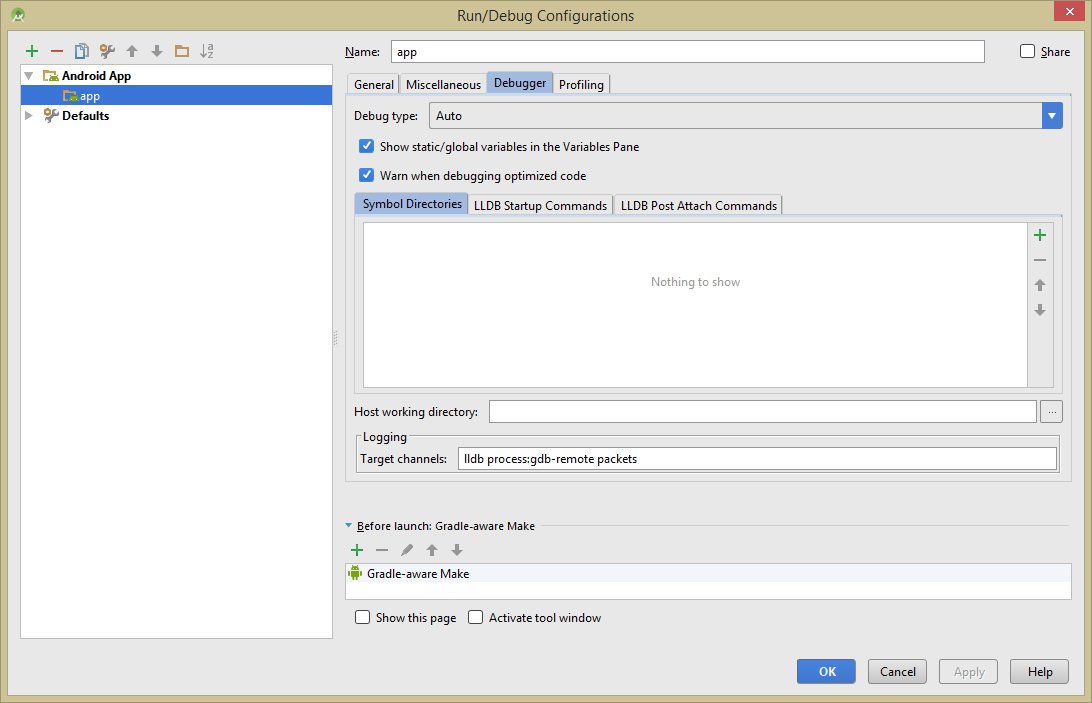 Run/Debug Configurations
Name: app Share
Android App
app
Defaults
General Miscellaneous Debugger Profiling
Debug type: Auto
Show static/global variables in the Variables Pane
Warn when debugging optimized code
Symbol Directories LLDB Startup Commands LLDB Post Attach Commands
Nothing to show
Host working directory: ...
Logging
Target channels: lldb process:gdb-remote packets
Before launch: Gradle-aware Make
Gradle-aware Make
Show this page Activate tool window
OK Cancel Apply Help